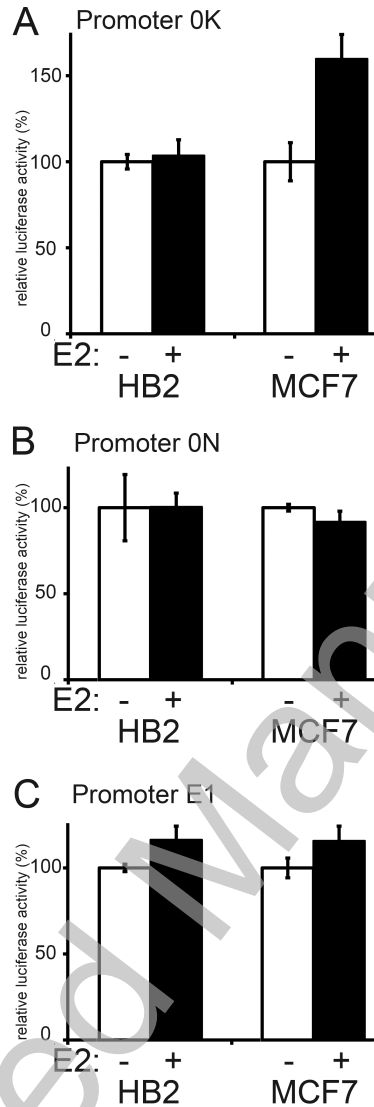 A Promoter 0K
relative luciferase activity (%)
150
100
50
0
E2: - + - +
HB2 MCF7
B Promoter 0N
relative luciferase activity (%)
100
50
0
E2: - + - +
HB2 MCF7
C Promoter E1
relative luciferase activity (%)
100
50
0
E2: - + - +
HB2 MCF7